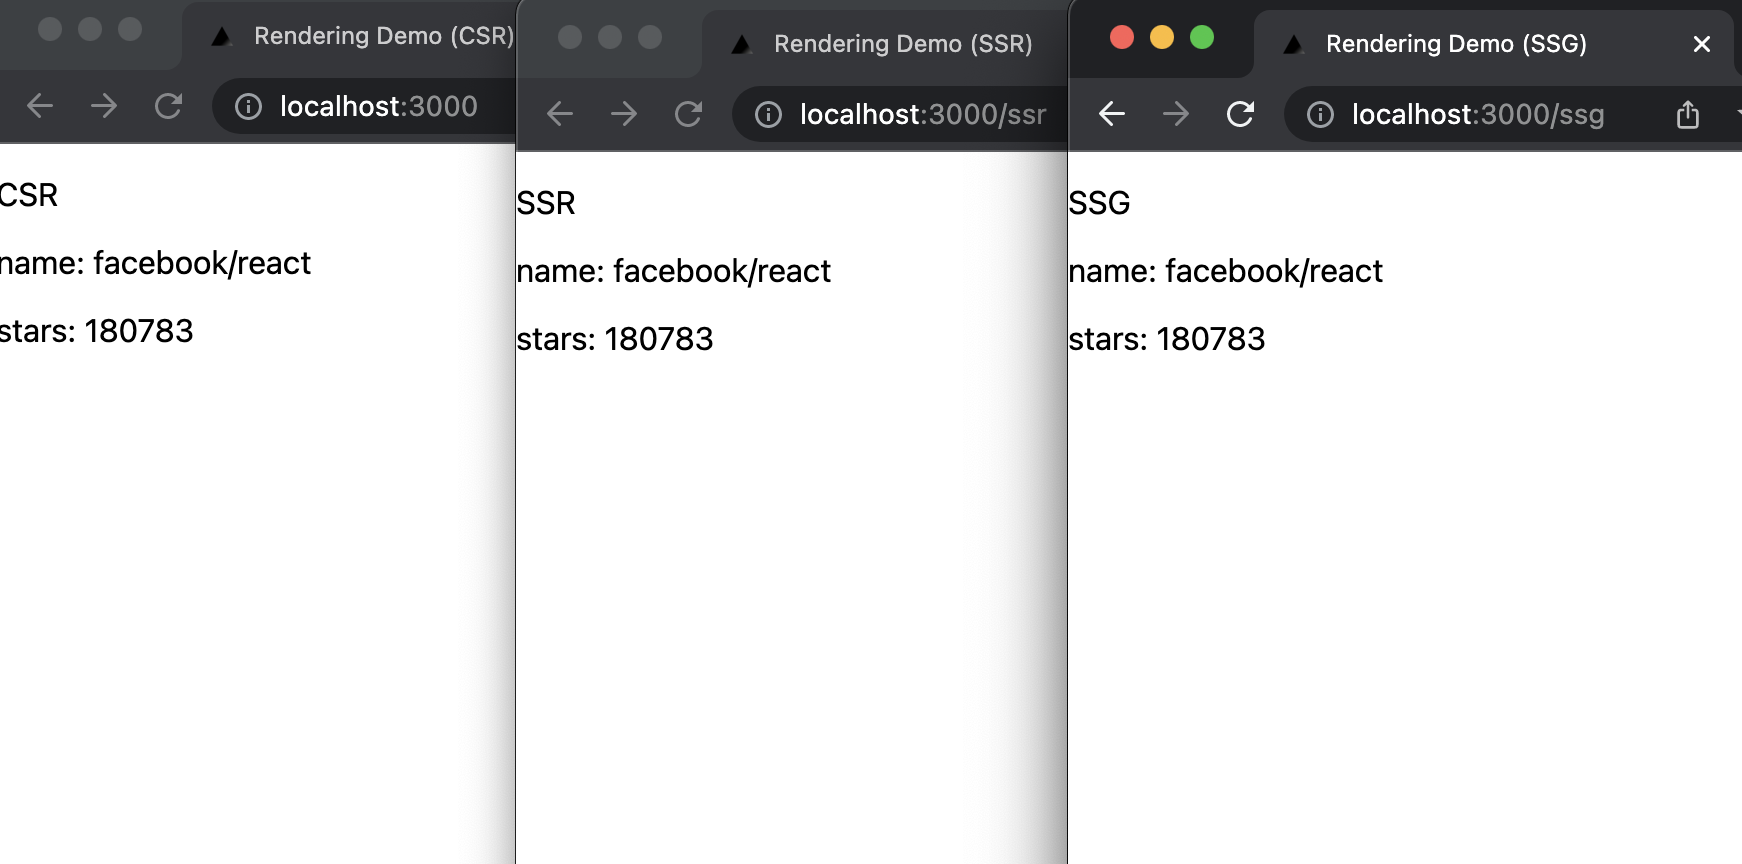 Rendering Demo (CSR)
localhost:3000
CSR
name: facebook/react
stars: 180783
Rendering Demo (SSR)
localhost:3000/ssr
SSR
name: facebook/react
stars: 180783
Rendering Demo (SSG)
localhost:3000/ssg
SSG
name: facebook/react
stars: 180783